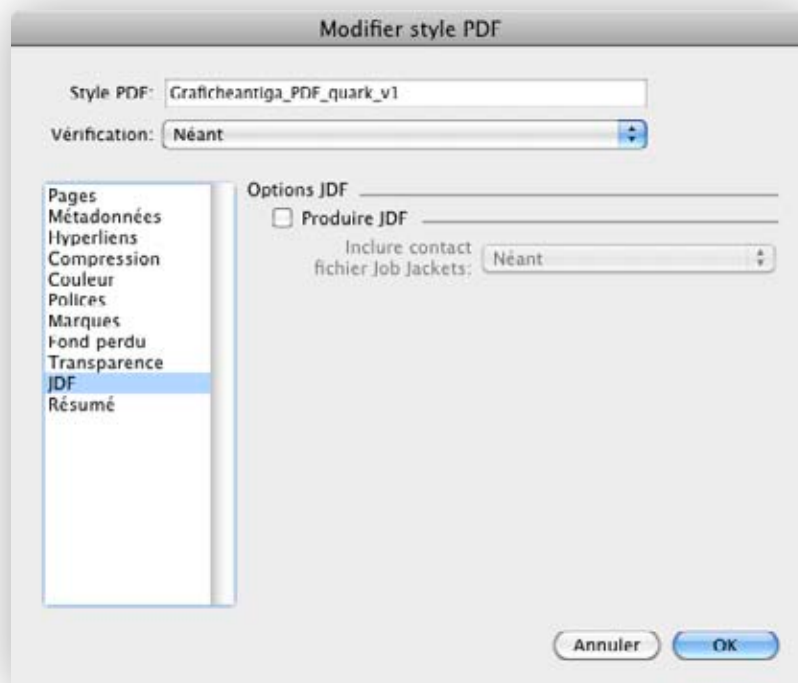 Modifier style PDF
Style PDF: Graficheantiga_PDF_quark_v1
Vérification: Néant
Pages
Métadonnées
Hyperliens
Compression
Couleur
Polices
Marques
Fond perdu
Transparence
JDF
Résumé
Options JDF
Produire JDF
Inclure contact
fichier Job Jackets: Néant
Annuler OK